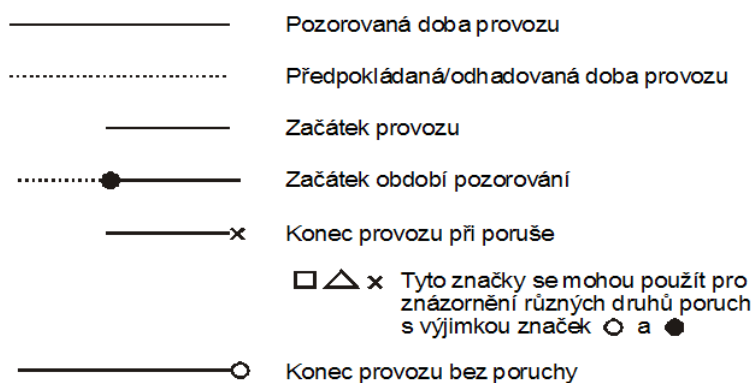 Pozorovaná doba provozu
Předpokládaná/odhadovaná doba provozu
Začátek provozu
Začátek období pozorování
Konec provozu při poruše
Tyto značky se mohou použít pro
znázornění různých druhů poruch
s výjimkou značek a
Konec provozu bez poruchy